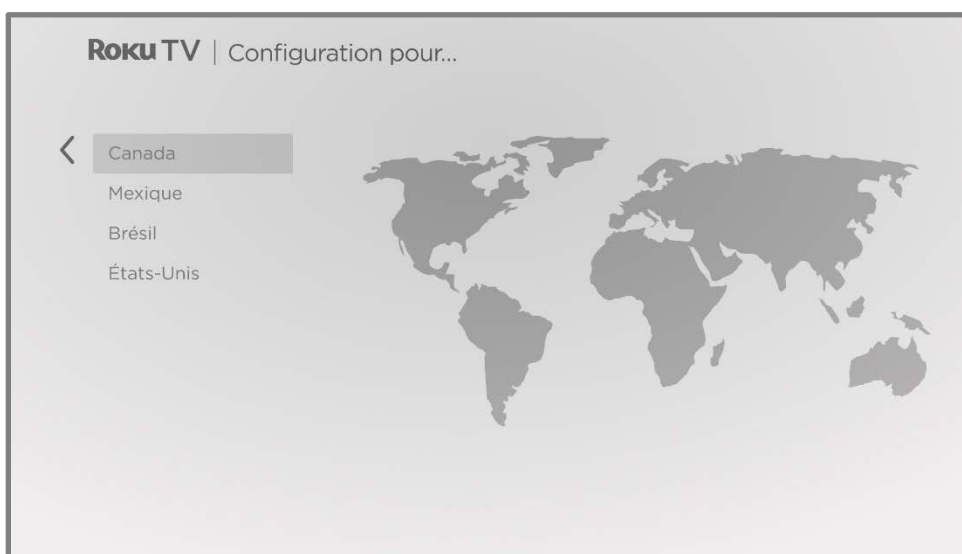 Roku TV | Configuration pour...
Canada
Mexique
Brésil
États-Unis